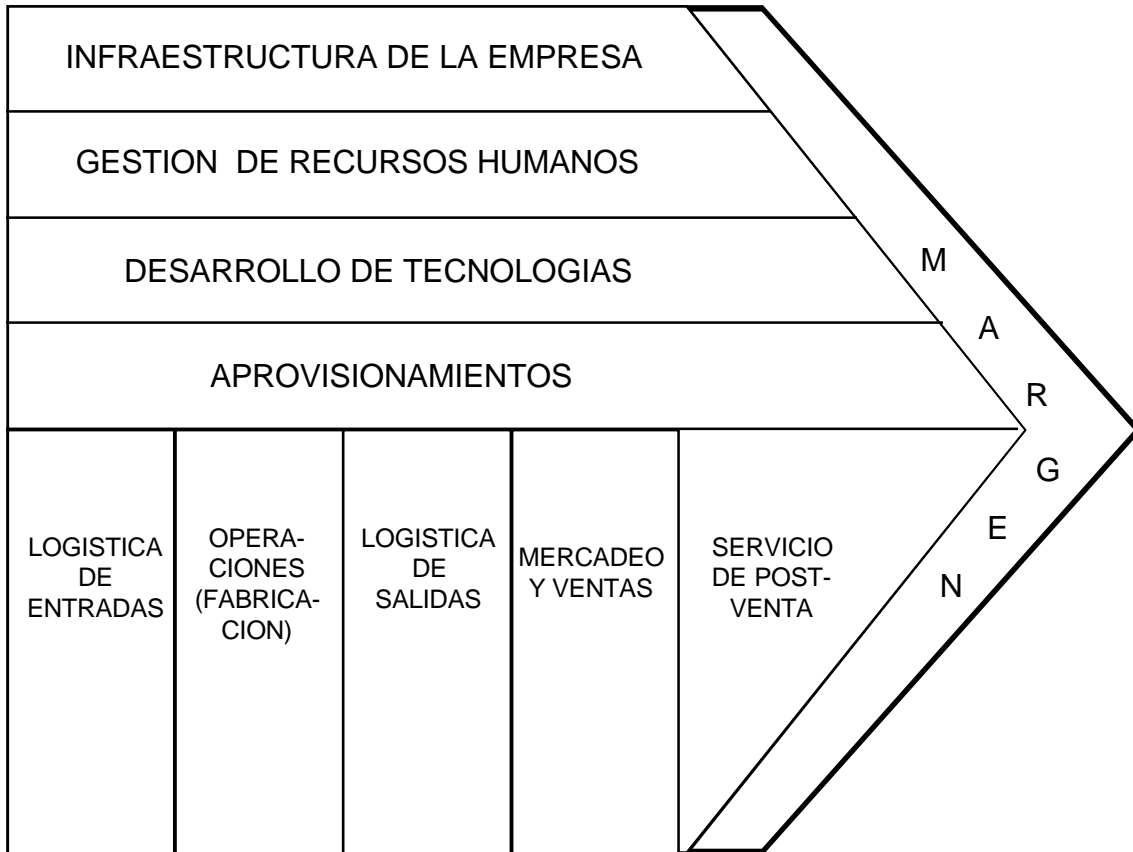 INFRAESTRUCTURA DE LA EMPRESA
GESTION DE RECURSOS HUMANOS
DESARROLLO DE TECNOLOGIAS
APROVISIONAMIENTOS
LOGISTICA
DE
ENTRADAS
OPERA-
CIONES
(FABRICA-
CION)
LOGISTICA
DE
SALIDAS
MERCADEO
Y VENTAS
SERVICIO
DE POST-
VENTA
M
A
R
G
E
N